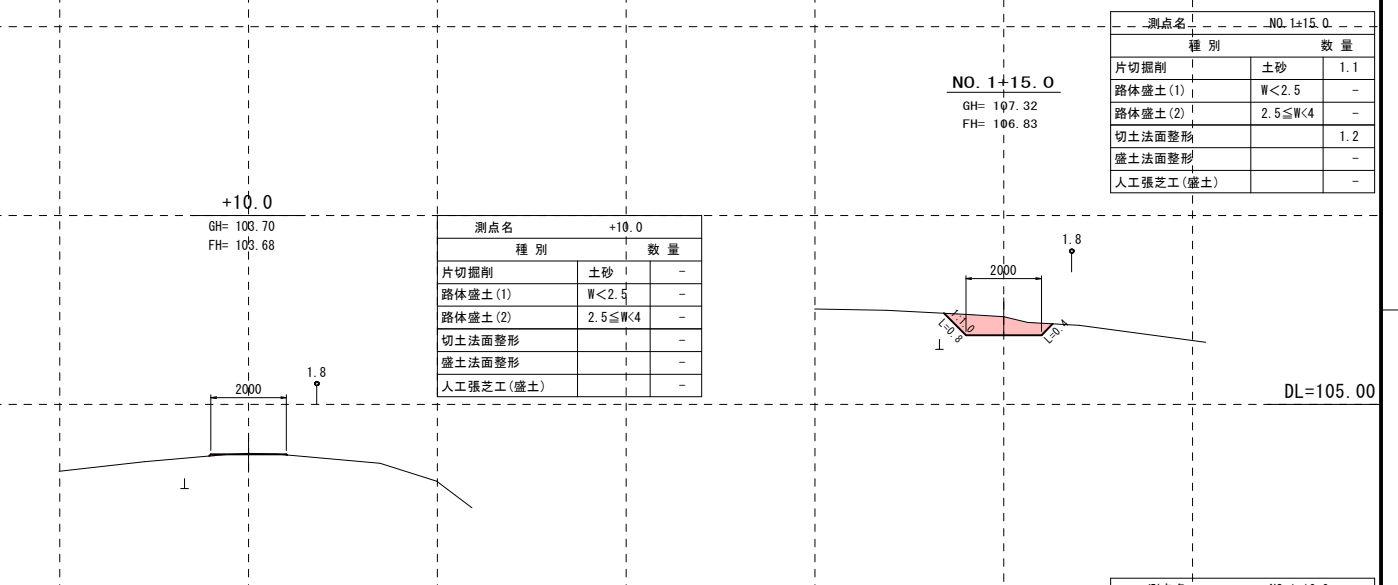 +10.0
GH= 103.70
FH= 103.68
測点名 +10.0
種 別 数 量
片切掘削 土砂 -
路体盛土(1) W<2.5 -
路体盛土(2) 2.5≦W<4 -
切土法面整形 -
盛土法面整形 -
人工張芝工(盛土) -
1.8
2000
⊥
NO. 1+15. 0
GH= 107.32
FH= 106.83
測点名 NO.1+15.0
種 別 数 量
片切掘削 土砂 1.1
路体盛土(1) W<2.5 -
路体盛土(2) 2.5≦W<4 -
切土法面整形 1.2
盛土法面整形 -
人工張芝工(盛土) -
1.8
2000
1:1.0
L=0.8
L=0.4
⊥
DL=105.00